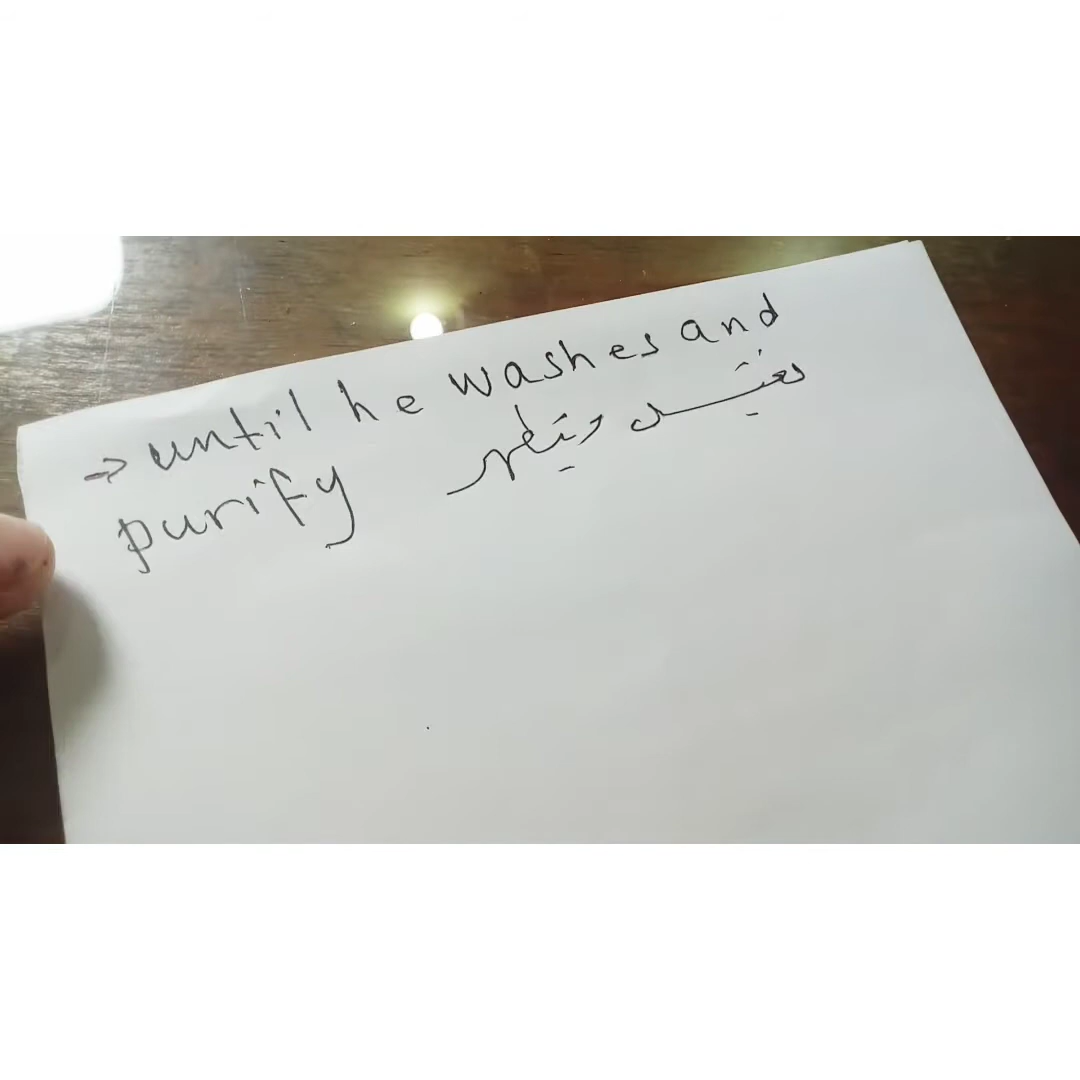 → until he washes and
يغتسل ويتطهر
purify